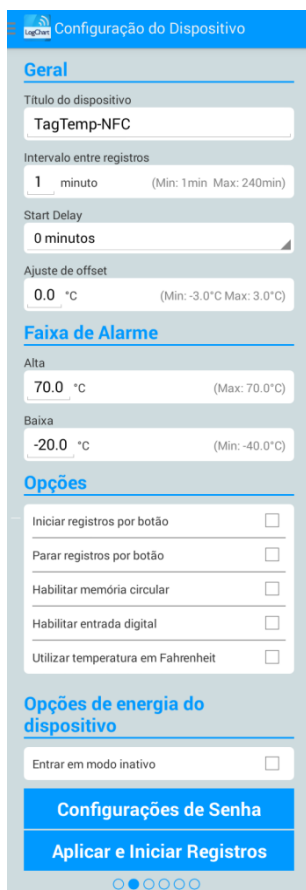 LogChart Configuração do Dispositivo
Geral
Título do dispositivo
TagTemp-NFC
Intervalo entre registros
1 minuto (Min: 1min Max: 240min)
Start Delay
0 minutos
Ajuste de offset
0.0 °C (Min: -3.0°C Max: 3.0°C)
Faixa de Alarme
Alta
70.0 °C (Max: 70.0°C)
Baixa
-20.0 °C (Min: -40.0°C)
Opções
Iniciar registros por botão
Parar registros por botão
Habilitar memória circular
Habilitar entrada digital
Utilizar temperatura em Fahrenheit
Opções de energia do
dispositivo
Entrar em modo inativo
Configurações de Senha
Aplicar e Iniciar Registros